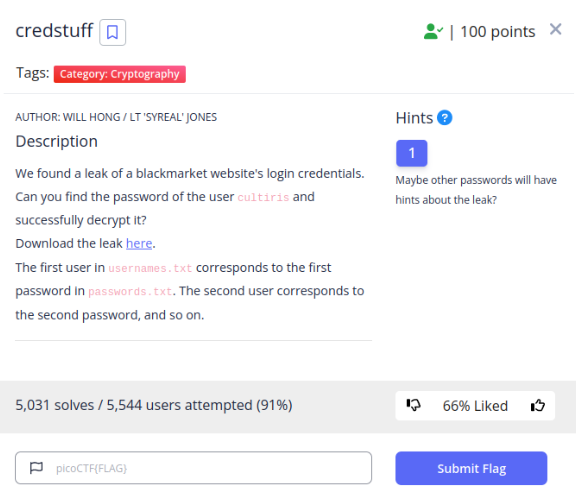 credstuff
| 100 points
Tags: Category: Cryptography
AUTHOR: WILL HONG / LT 'SYREAL' JONES
Description
We found a leak of a blackmarket website's login credentials.
Can you find the password of the user cultiris and
successfully decrypt it?
Download the leak here.
The first user in usernames.txt corresponds to the first
password in passwords.txt. The second user corresponds to
the second password, and so on.
Hints ?
1
Maybe other passwords will have
hints about the leak?
5,031 solves / 5,544 users attempted (91%)
66% Liked
picoCTF{FLAG}
Submit Flag